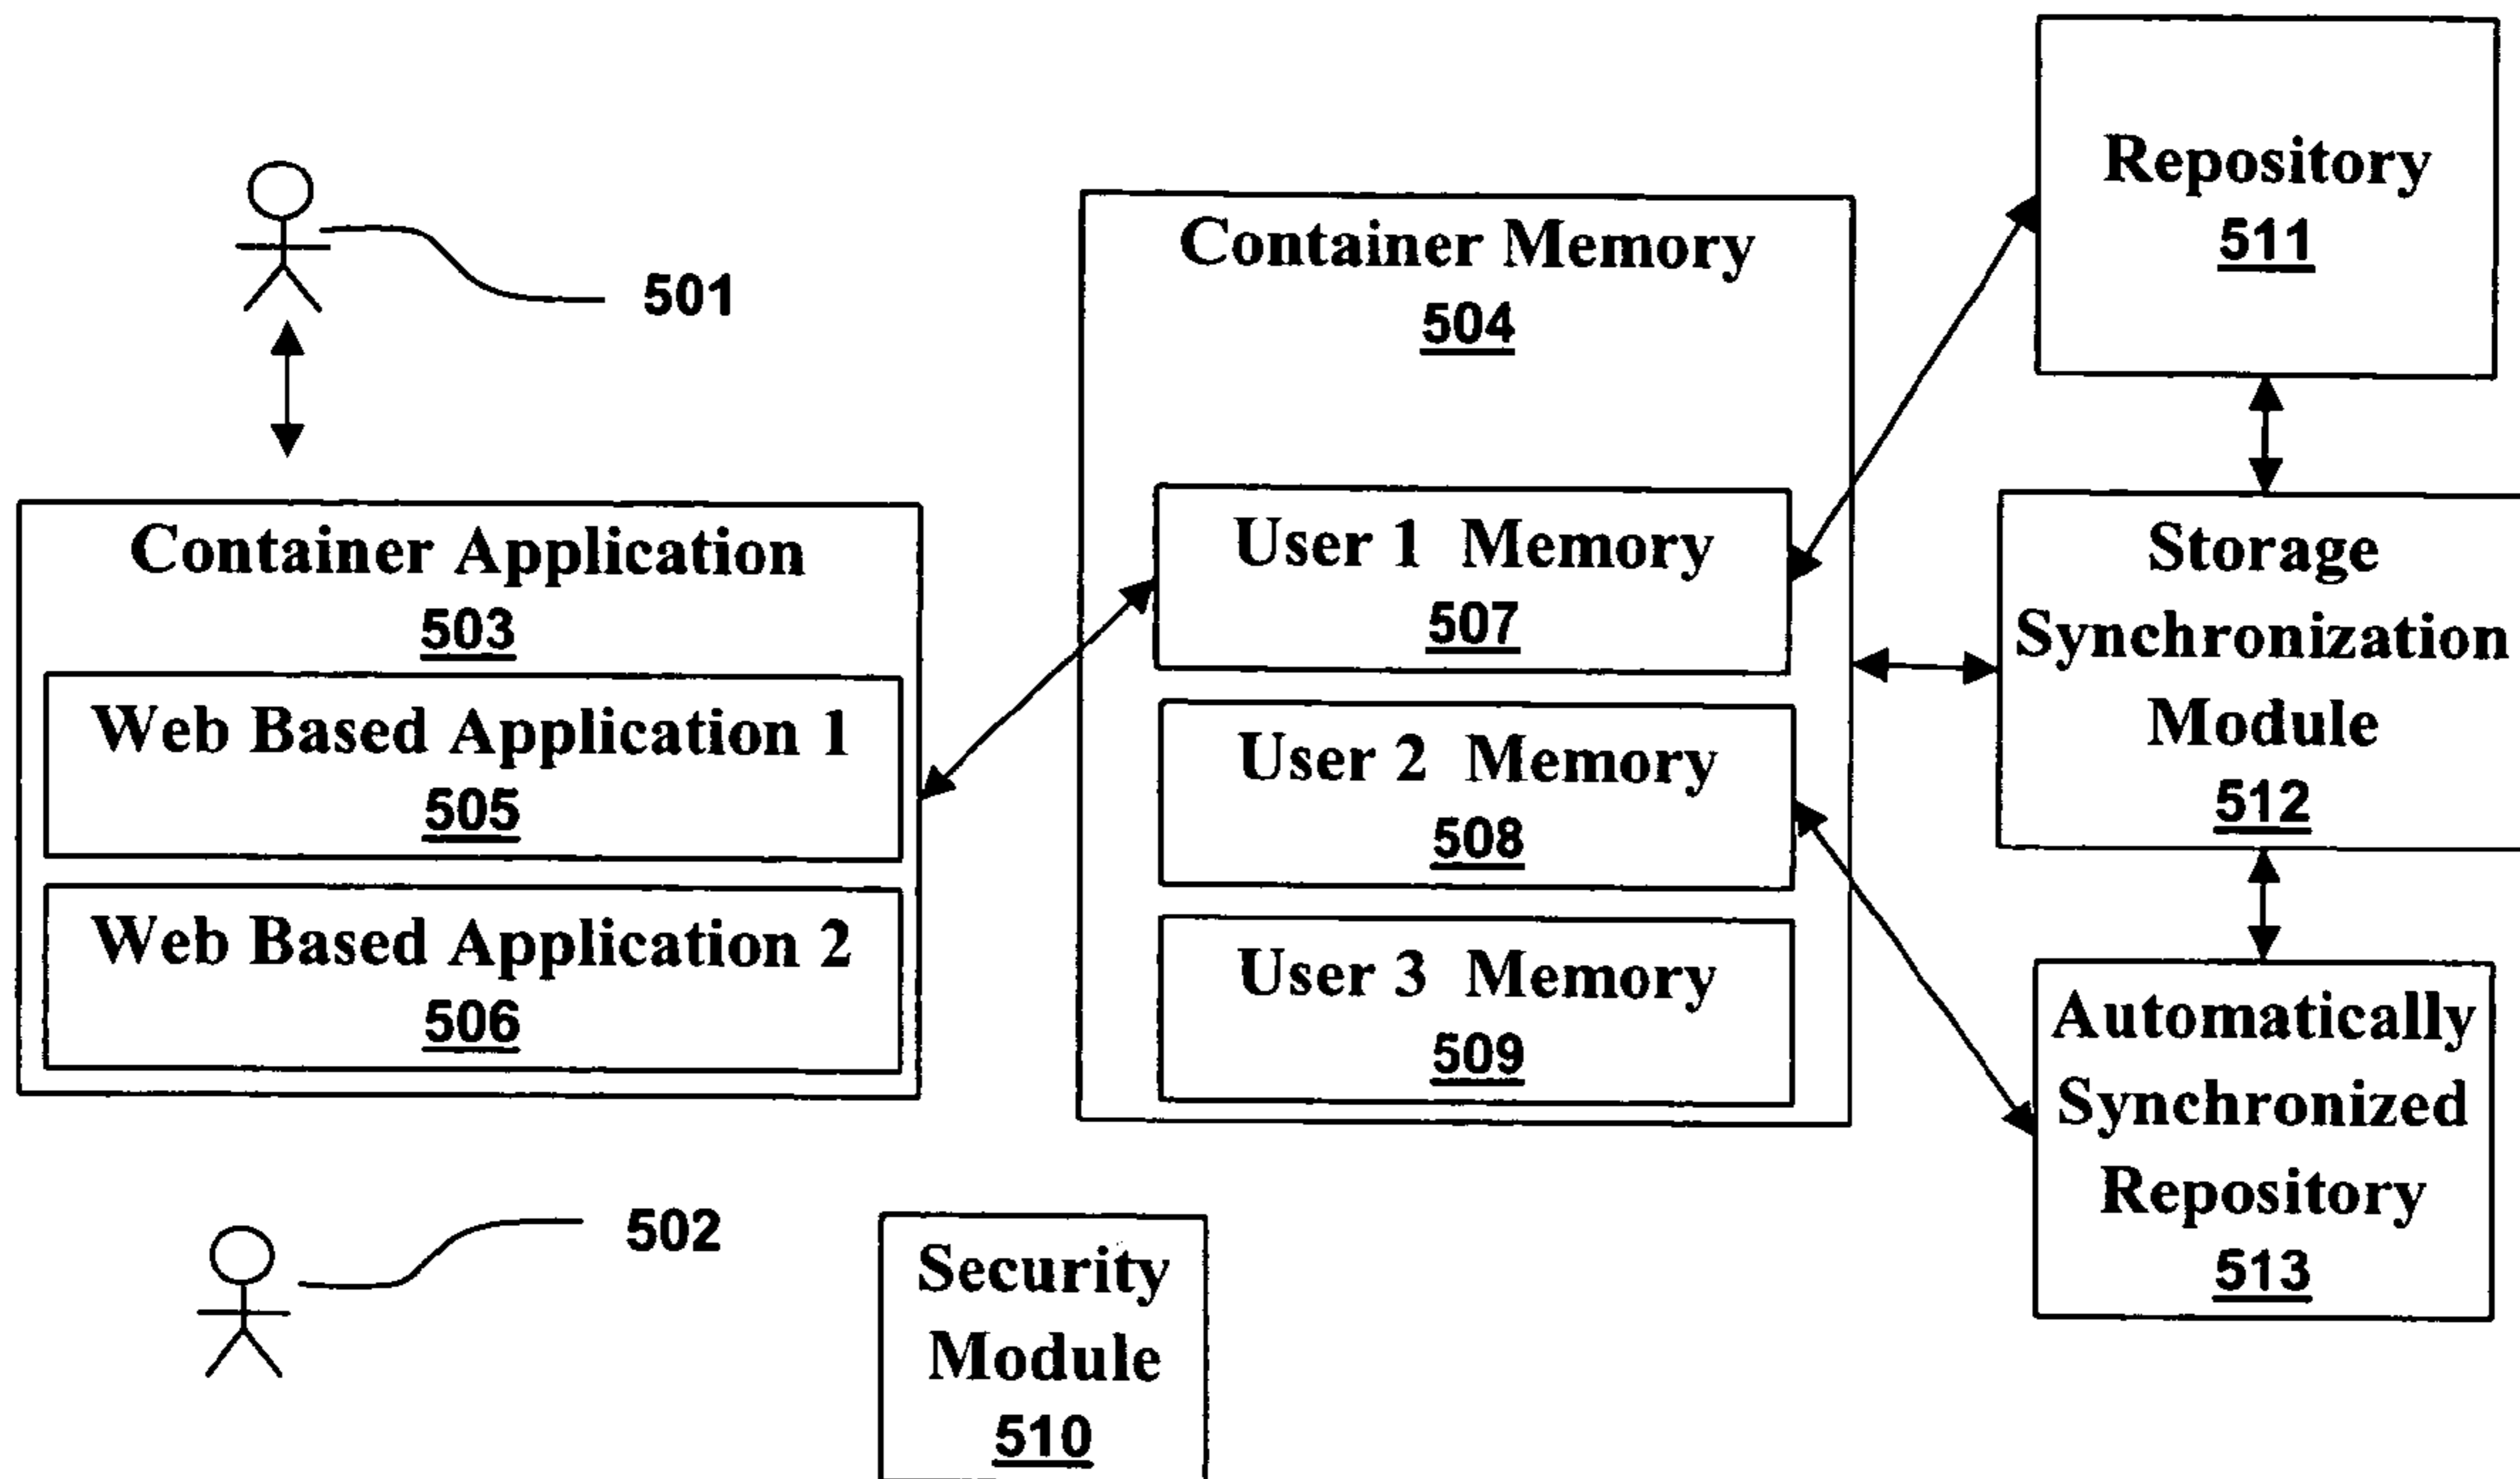 501
Container Application
503
Web Based Application 1
505
Web Based Application 2
506
502
Container Memory
504
User 1 Memory
507
User 2 Memory
508
User 3 Memory
509
Security
Module
510
Repository
511
Storage
Synchronization
Module
512
Automatically
Synchronized
Repository
513